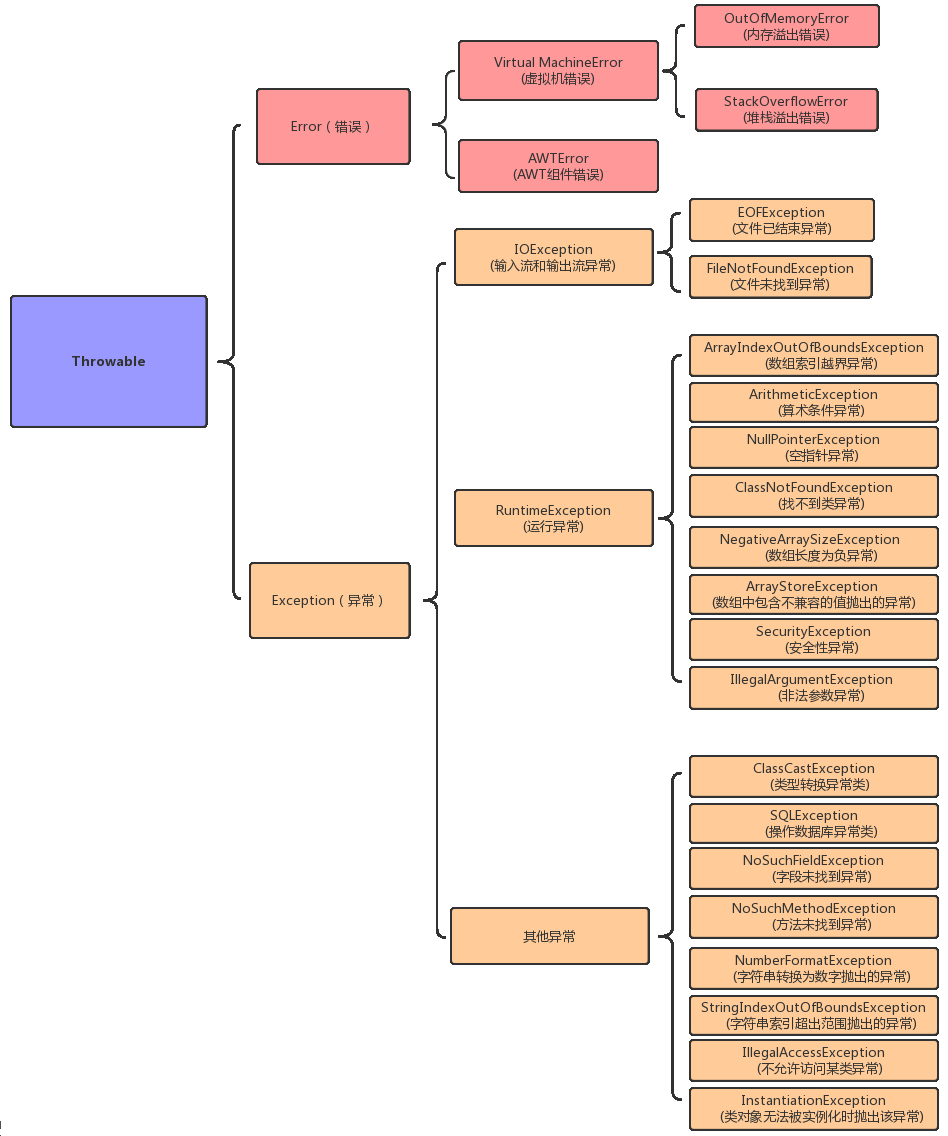 Throwable
Error ( 错误 )
Virtual MachineError
(虚拟机错误)
OutOfMemoryError
(内存溢出错误)
StackOverflowError
(堆栈溢出错误)
AWTError
(AWT组件错误)
Exception ( 异常 )
IOException
(输入流和输出流异常)
EOFException
(文件已结束异常)
FileNotFoundException
(文件未找到异常)
RuntimeException
(运行异常)
ArrayIndexOutOfBoundsException
(数组索引越界异常)
ArithmeticException
(算术条件异常)
NullPointerException
(空指针异常)
ClassNotFoundException
(找不到类异常)
NegativeArraySizeException
(数组长度为负异常)
ArrayStoreException
(数组中包含不兼容的值抛出的异常)
SecurityException
(安全性异常)
IllegalArgumentException
(非法参数异常)
其他异常
ClassCastException
(类型转换异常类)
SQLException
(操作数据库异常类)
NoSuchFieldException
(字段未找到异常)
NoSuchMethodException
(方法未找到异常)
NumberFormatException
(字符串转换为数字抛出的异常)
StringIndexOutOfBoundsException
(字符串索引超出范围抛出的异常)
IllegalAccessException
(不允许访问某类异常)
InstantiationException
(类对象无法被实例化时抛出该异常)